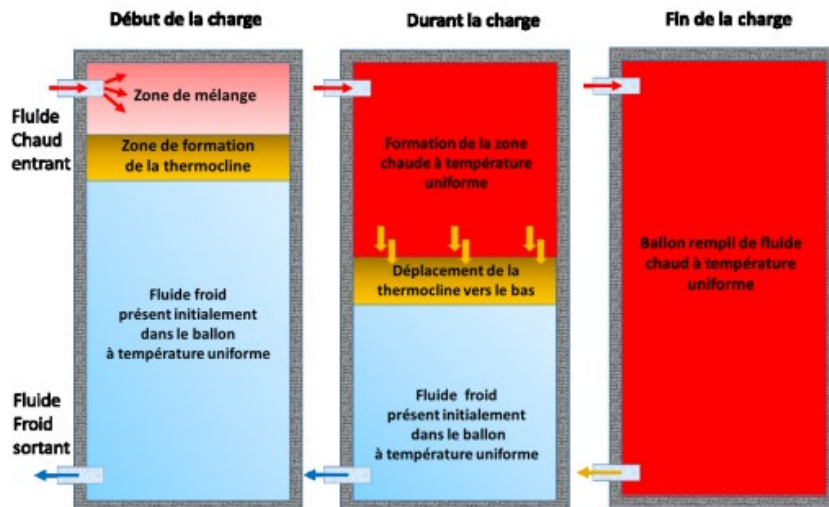 Début de la charge
Durant la charge
Fin de la charge
Fluide
Chaud
entrant
Zone de mélange
Zone de formation
de la thermocline
Fluide froid
présent initialement
dans le ballon
à température uniforme
Fluide
Froid
sortant
Formation de la zone
chaude à température
uniforme
Déplacement de la
thermocline vers le bas
Fluide froid
présent initialement
dans le ballon
à température uniforme
Ballon rempli de fluide
chaud à température
uniforme